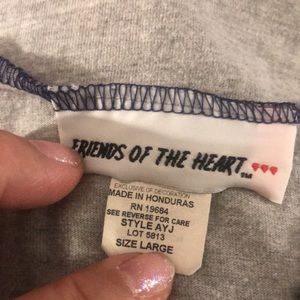 FRIENDS OF THE HEART TM
EXCLUSIVE OF DECORATION
MADE IN HONDURAS
RN 19684
SEE REVERSE FOR CARE
STYLE AYJ
LOT 5813
SIZE LARGE